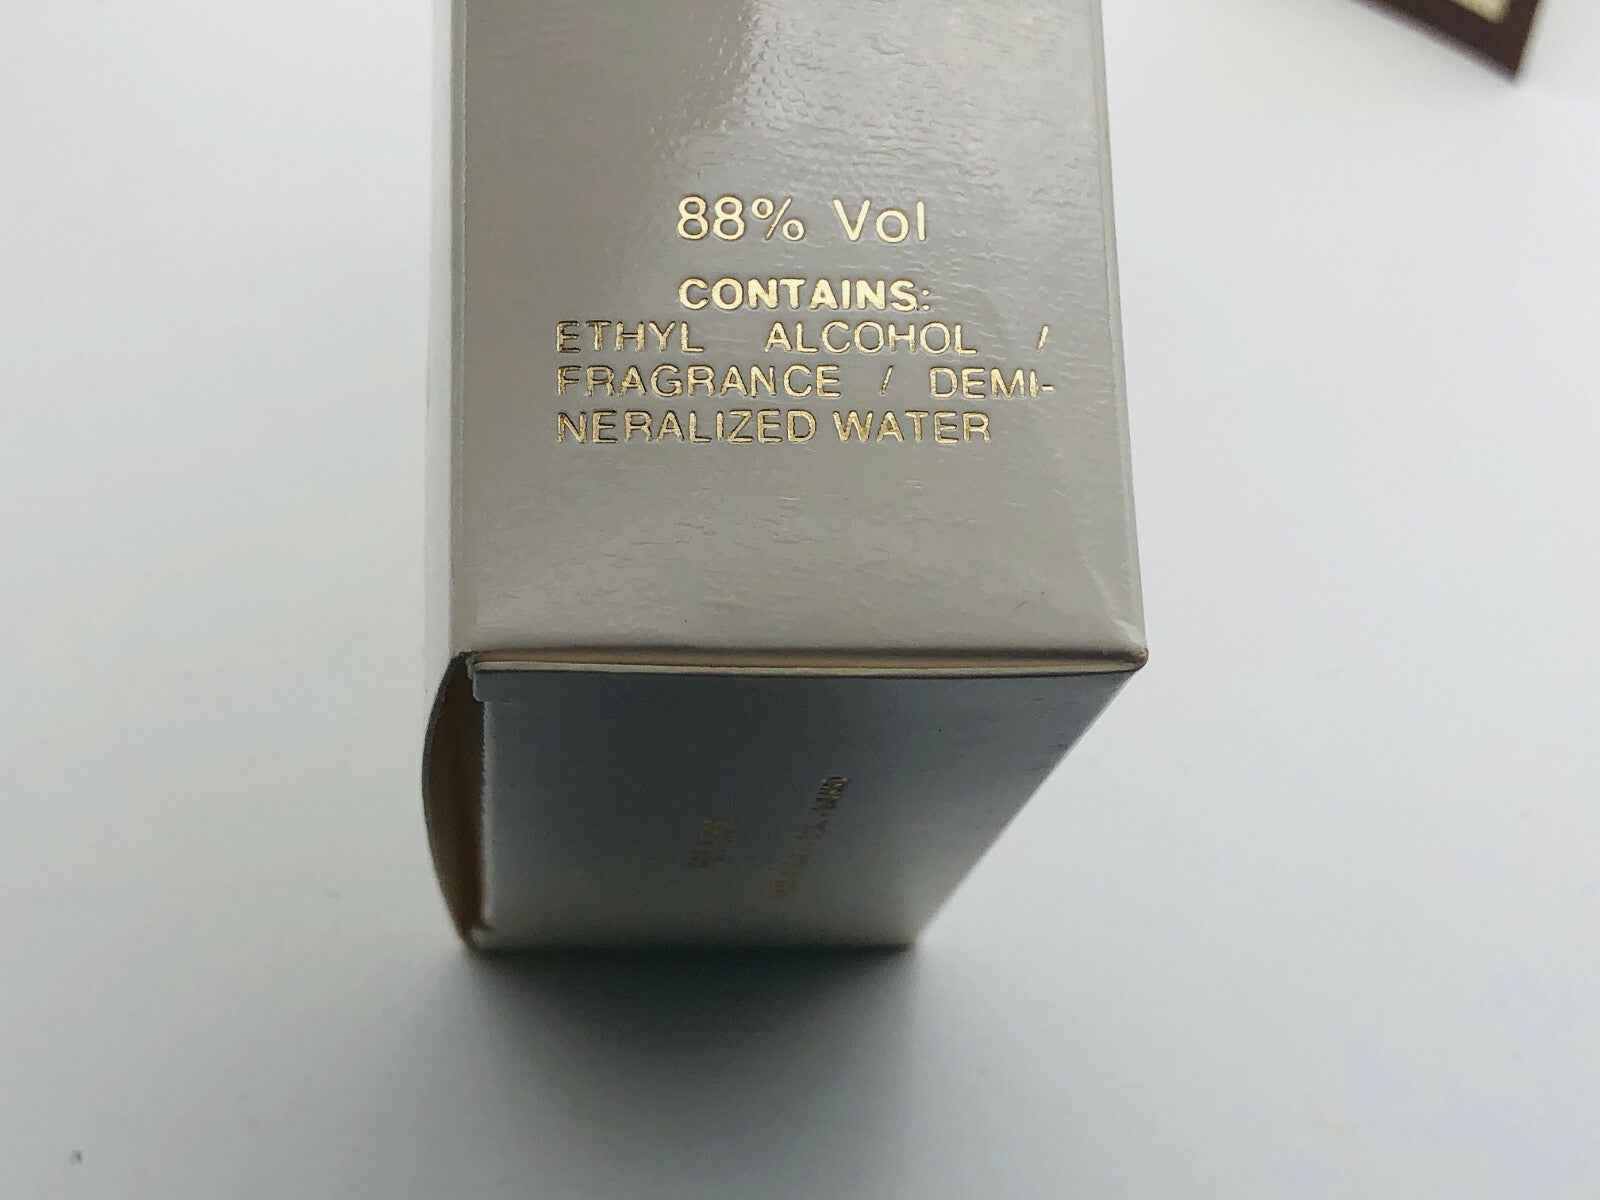 88% Vol
CONTAINS:
ETHYL ALCOHOL /
FRAGRANCE / DEMI-
NERALIZED WATER